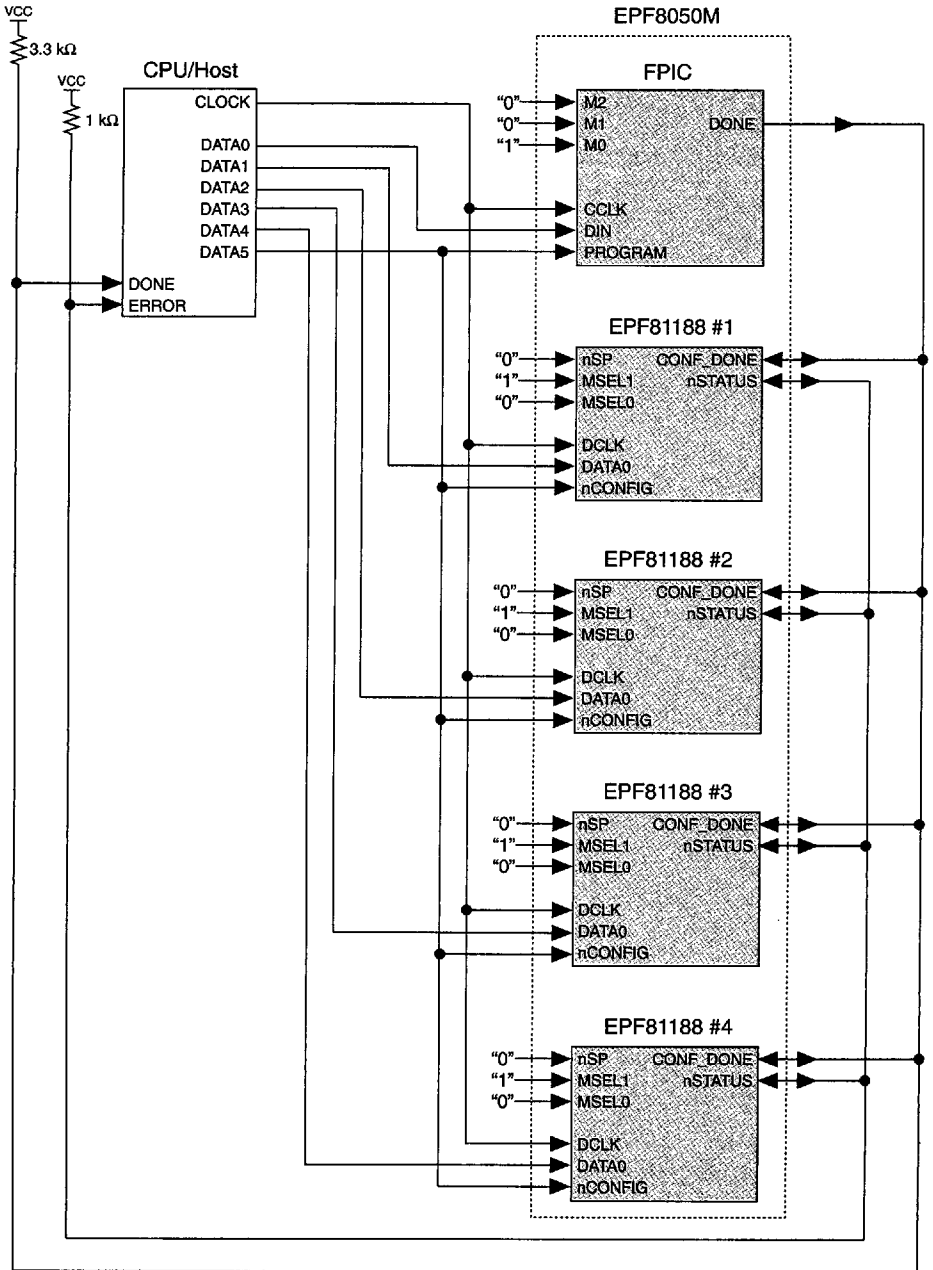 VCC
3.3 kΩ
VCC
1 kΩ
CPU/Host
CLOCK
DATA0
DATA1
DATA2
DATA3
DATA4
DATA5
DONE
ERROR
EPF8050M
FPIC
"0" M2
"0" M1
"1" M0
DONE
CCLK
DIN
PROGRAM
EPF81188 #1
"0" nSP CONF_DONE
"1" MSEL1 nSTATUS
"0" MSEL0
DCLK
DATA0
nCONFIG
EPF81188 #2
"0" nSP CONF_DONE
"1" MSEL1 nSTATUS
"0" MSEL0
DCLK
DATA0
nCONFIG
EPF81188 #3
"0" nSP CONF_DONE
"1" MSEL1 nSTATUS
"0" MSEL0
DCLK
DATA0
nCONFIG
EPF81188 #4
"0" nSP CONF_DONE
"1" MSEL1 nSTATUS
"0" MSEL0
DCLK
DATA0
nCONFIG